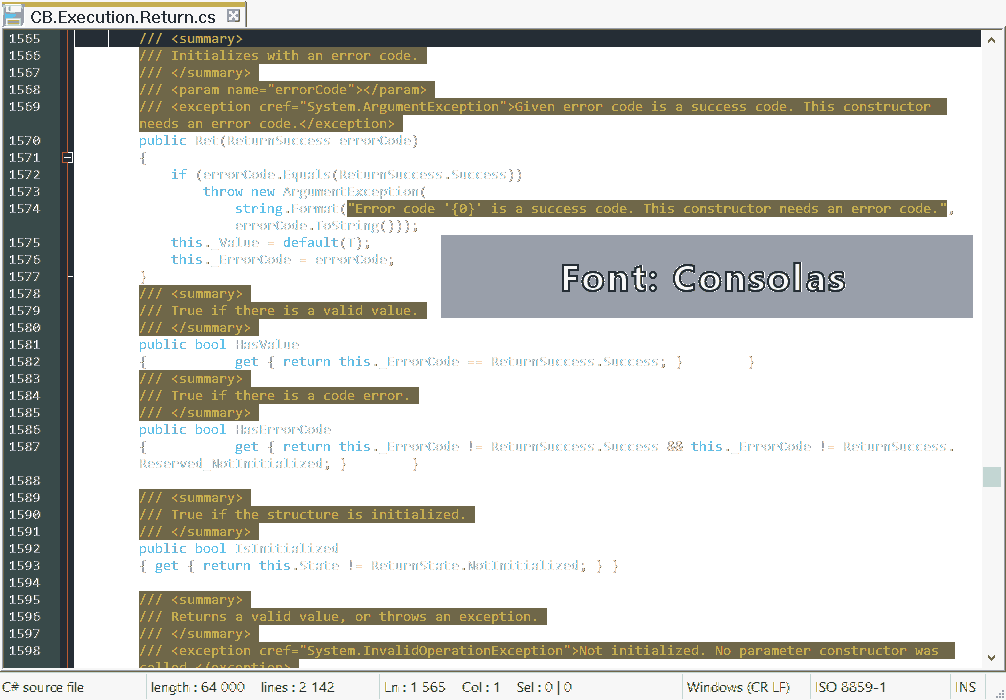 CB.Execution.Return.cs
1565 /// <summary>
1566 /// Initializes with an error code.
1567 /// </summary>
1568 /// <param name="errorCode"></param>
1569 /// <exception cref="System.ArgumentException">Given error code is a success code. This constructor
needs an error code.</exception>
1570 public Ret(ReturnSuccess errorCode)
1571 {
1572 if (errorCode.Equals(ReturnSuccess.Success))
1573 throw new ArgumentException(
1574 string.Format("Error code '{0}' is a success code. This constructor needs an error code.",
errorCode.ToString()));
1575 this._Value = default(T);
1576 this._ErrorCode = errorCode;
1577 }
Font: Consolas
1578 /// <summary>
1579 /// True if there is a valid value.
1580 /// </summary>
1581 public bool HasValue
1582 { get { return this._ErrorCode == ReturnSuccess.Success; } }
1583 /// <summary>
1584 /// True if there is a code error.
1585 /// </summary>
1586 public bool HasErrorCode
1587 { get { return this._ErrorCode != ReturnSuccess.Success && this._ErrorCode != ReturnSuccess.
Reserved_NotInitialized; } }
1588
1589 /// <summary>
1590 /// True if the structure is initialized.
1591 /// </summary>
1592 public bool IsInitialized
1593 { get { return this.State != ReturnState.NotInitialized; } }
1594
1595 /// <summary>
1596 /// Returns a valid value, or throws an exception.
1597 /// </summary>
1598 /// <exception cref="System.InvalidOperationException">Not initialized. No parameter constructor was
called.</exception>
C# source file length : 64 000 lines : 2 142 Ln : 1 565 Col : 1 Sel : 0 | 0 Windows (CR LF) ISO 8859-1 INS